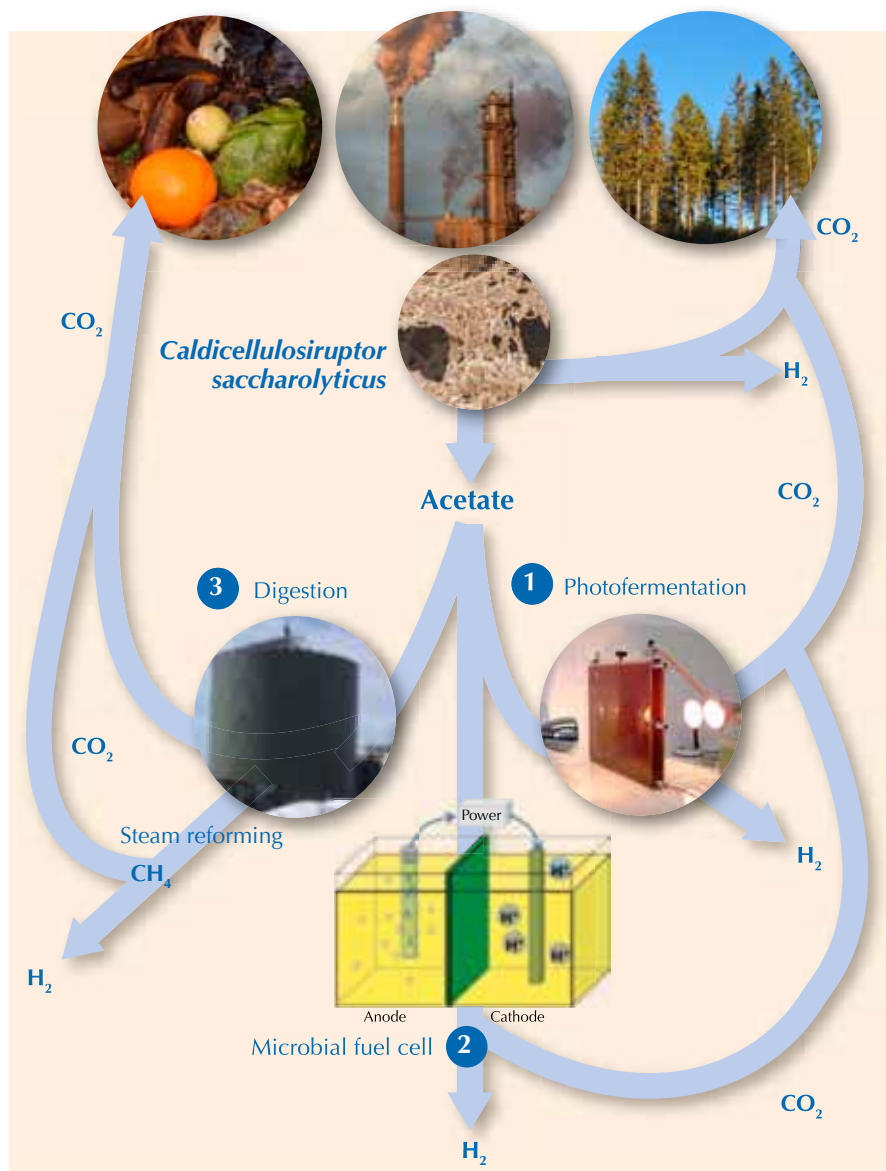 CO₂
CO₂
Caldicellulosiruptor
saccharolyticus
H₂
Acetate
CO₂
3 Digestion
1 Photofermentation
CO₂
Power
Steam reforming
CH₄
H₂
H⁺
H⁺
H⁺
H⁺
H₂
Anode
Cathode
Microbial fuel cell 2
CO₂
H₂